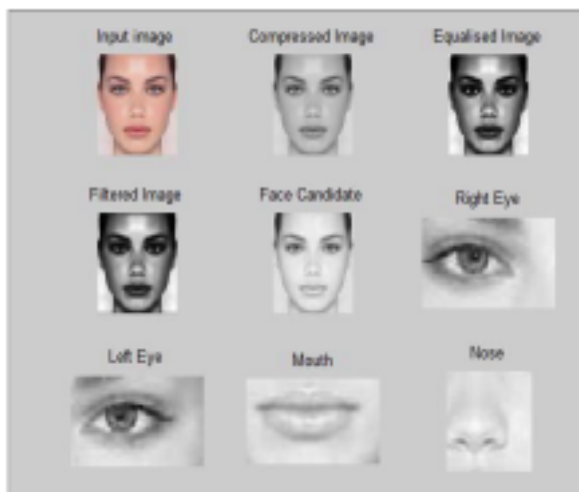 Input image
Compressed Image
Equalised Image
Filtered Image
Face Candidate
Right Eye
Left Eye
Mouth
Nose